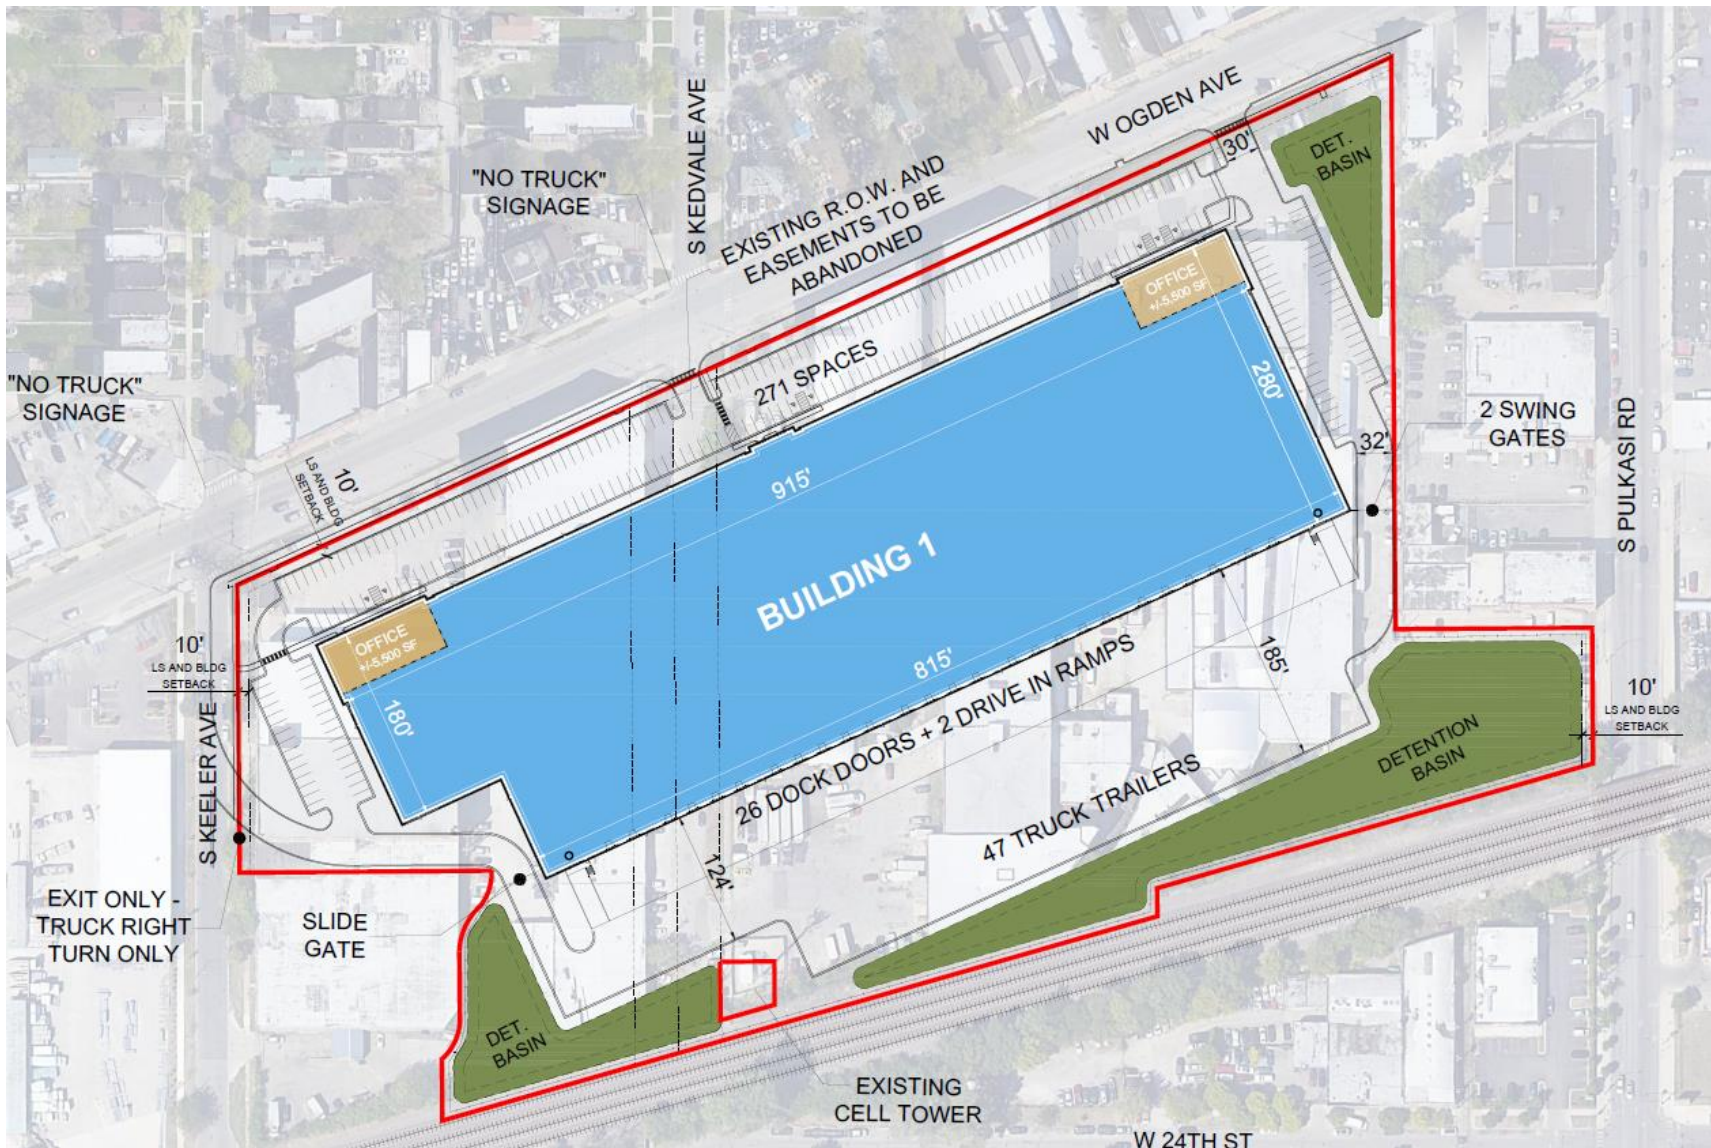 W OGDEN AVE
30'
DET.
BASIN
"NO TRUCK"
SIGNAGE
S KEDVALE AVE
EXISTING R.O.W. AND
EASEMENTS TO BE
ABANDONED
OFFICE
+/-5,500 SF
280'
271 SPACES
"NO TRUCK"
SIGNAGE
2 SWING
GATES
32'
S PULKASI RD
10'
LS AND BLDG
SETBACK
915'
BUILDING 1
OFFICE
+/-5,500 SF
180'
815'
10'
LS AND BLDG
SETBACK
S KEELER AVE
26 DOCK DOORS + 2 DRIVE IN RAMPS
185'
10'
LS AND BLDG
SETBACK
DETENTION
BASIN
47 TRUCK TRAILERS
124'
EXIT ONLY -
TRUCK RIGHT
TURN ONLY
SLIDE
GATE
DET.
BASIN
EXISTING
CELL TOWER
W 24TH ST